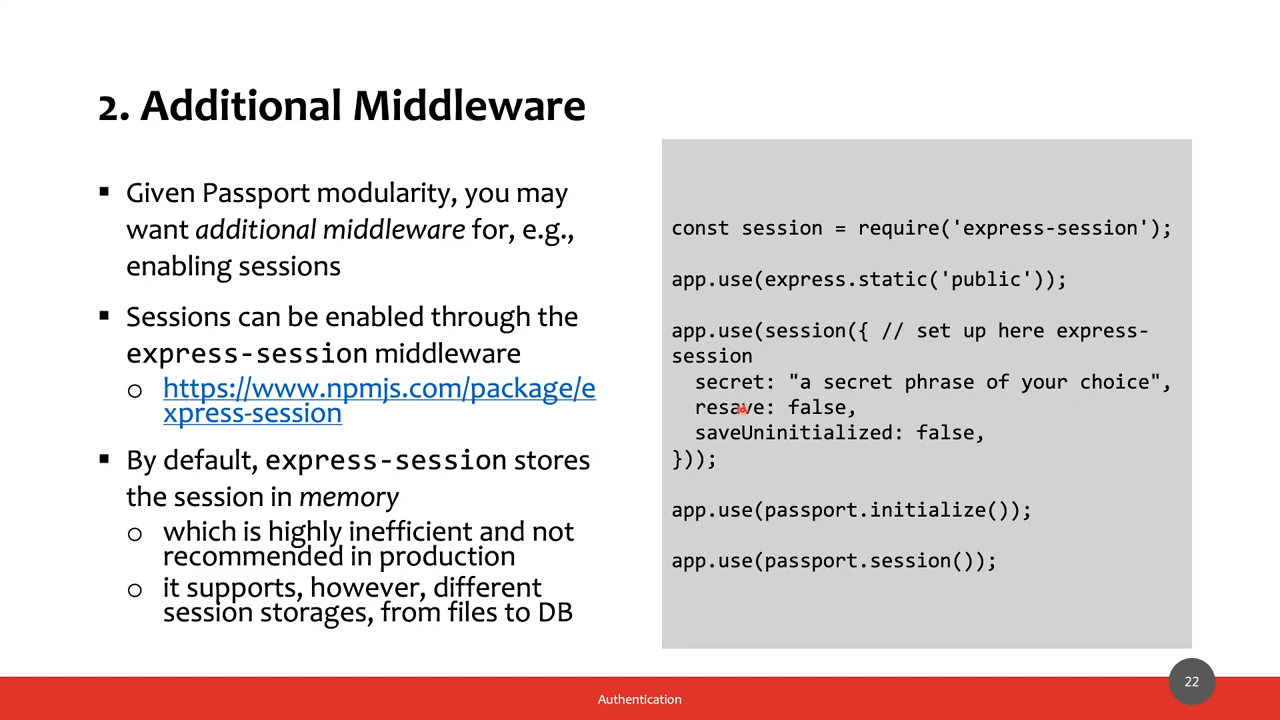 2. Additional Middleware
▪ Given Passport modularity, you may
want additional middleware for, e.g.,
enabling sessions
▪ Sessions can be enabled through the
express-session middleware
o https://www.npmjs.com/package/e
xpress-session
▪ By default, express-session stores
the session in memory
o which is highly inefficient and not
recommended in production
o it supports, however, different
session storages, from files to DB
const session = require('express-session');
app.use(express.static('public'));
app.use(session({ // set up here express-
session
secret: "a secret phrase of your choice",
resave: false,
saveUninitialized: false,
}));
app.use(passport.initialize());
app.use(passport.session());
Authentication
22